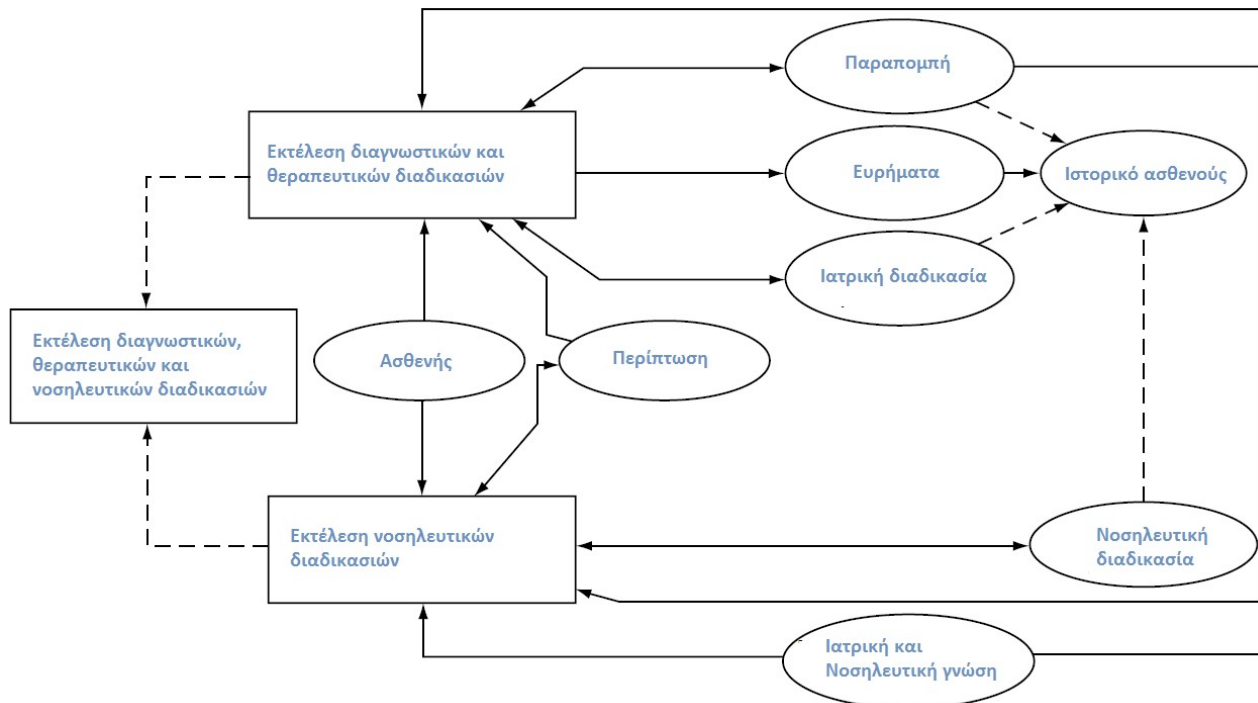 Παραπομπή
Εκτέλεση διαγνωστικών και
θεραπευτικών διαδικασιών
Ευρήματα
Ιστορικό ασθενούς
Ιατρική διαδικασία
Εκτέλεση διαγνωστικών,
θεραπευτικών και
νοσηλευτικών διαδικασιών
Ασθενής
Περίπτωση
Εκτέλεση νοσηλευτικών
διαδικασιών
Νοσηλευτική
διαδικασία
Ιατρική και
Νοσηλευτική γνώση